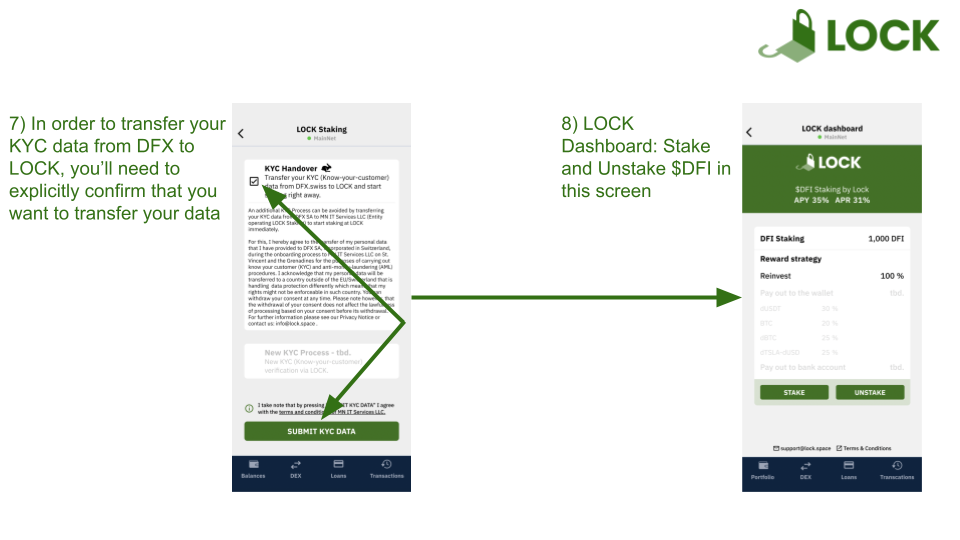 LOCK
7) In order to transfer your
KYC data from DFX to
LOCK, you’ll need to
explicitly confirm that you
want to transfer your data
LOCK Staking
MainNet
KYC Handover
Transfer your KYC (Know-your-customer)
data from DFX.swiss to LOCK and start
right away.
An additional KYC Process can be avoided by transferring
your KYC data from DFX SA to MN IT Services LLC (Entity
operating LOCK Staking) to start staking at LOCK
immediately.
For this, I hereby agree to the transfer of my personal data
that I have provided to DFX SA, incorporated in Switzerland,
during the onboarding process to MN IT Services LLC on St.
Vincent and the Grenadines for the purposes of carrying out
know your customer (KYC) and anti-money-laundering (AML)
procedures. I acknowledge that my personal data will be
transferred to a country outside of the EU/Switzerland that is
handling data protection differently which means that my
rights might not be enforceable in such country. You can
withdraw your consent at any time. Please note however, that
the withdrawal of your consent does not affect the lawfulness
of processing based on your consent before its withdrawal.
For further information please see our Privacy Notice or
contact us: info@lock.space
New KYC Process - tbd.
New KYC (Know-your-customer)
verification via LOCK.
I take note that by pressing "SUBMIT KYC DATA" I agree
with the terms and conditions of MN IT Services LLC.
SUBMIT KYC DATA
Balances DEX Loans Transactions
8) LOCK
Dashboard: Stake
and Unstake $DFI in
this screen
LOCK dashboard
MainNet
LOCK
$DFI Staking by Lock
APY 35% APR 31%
DFI Staking 1,000 DFI
Reward strategy
Reinvest 100 %
Pay out to the wallet tbd.
dUSDT 30 %
BTC 20 %
dBTC 25 %
dTSLA-dUSD 25 %
Pay out to bank account tbd.
STAKE UNSTAKE
support@lock.space Terms & Conditions
Portfolio DEX Loans Transcations